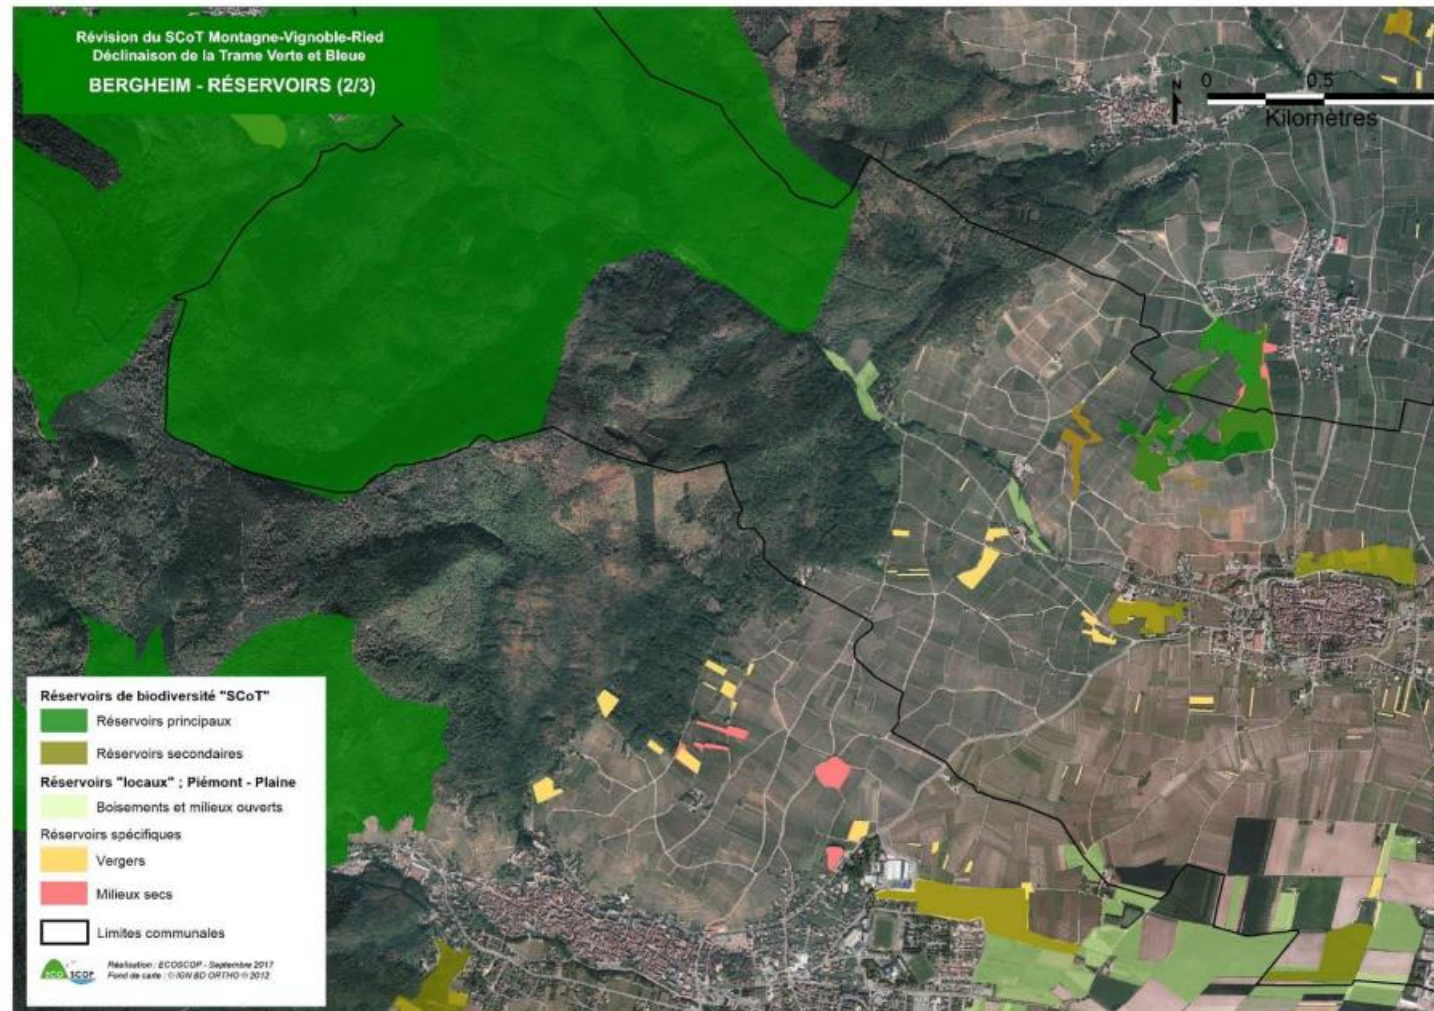 Révision du SCoT Montagne-Vignoble-Ried
Déclinaison de la Trame Verte et Bleue
BERGHEIM - RÉSERVOIRS (2/3)
N
0 0.5
Kilomètres
Réservoirs de biodiversité "SCoT"
Réservoirs principaux
Réservoirs secondaires
Réservoirs "locaux" ; Piémont - Plaine
Boisements et milieux ouverts
Réservoirs spécifiques
Vergers
Milieux secs
Limites communales
ECO SCOP
Réalisation : ECOSCOP - Septembre 2017
Fond de carte : © IGN BD ORTHO © 2012